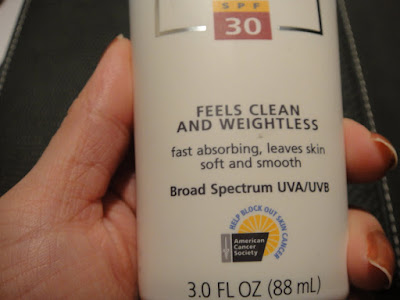 SPF
30
FEELS CLEAN
AND WEIGHTLESS
fast absorbing, leaves skin
soft and smooth
Broad Spectrum UVA/UVB
HELP BLOCK OUT SKIN CANCER
American
Cancer
Society
3.0 FL OZ (88 mL)